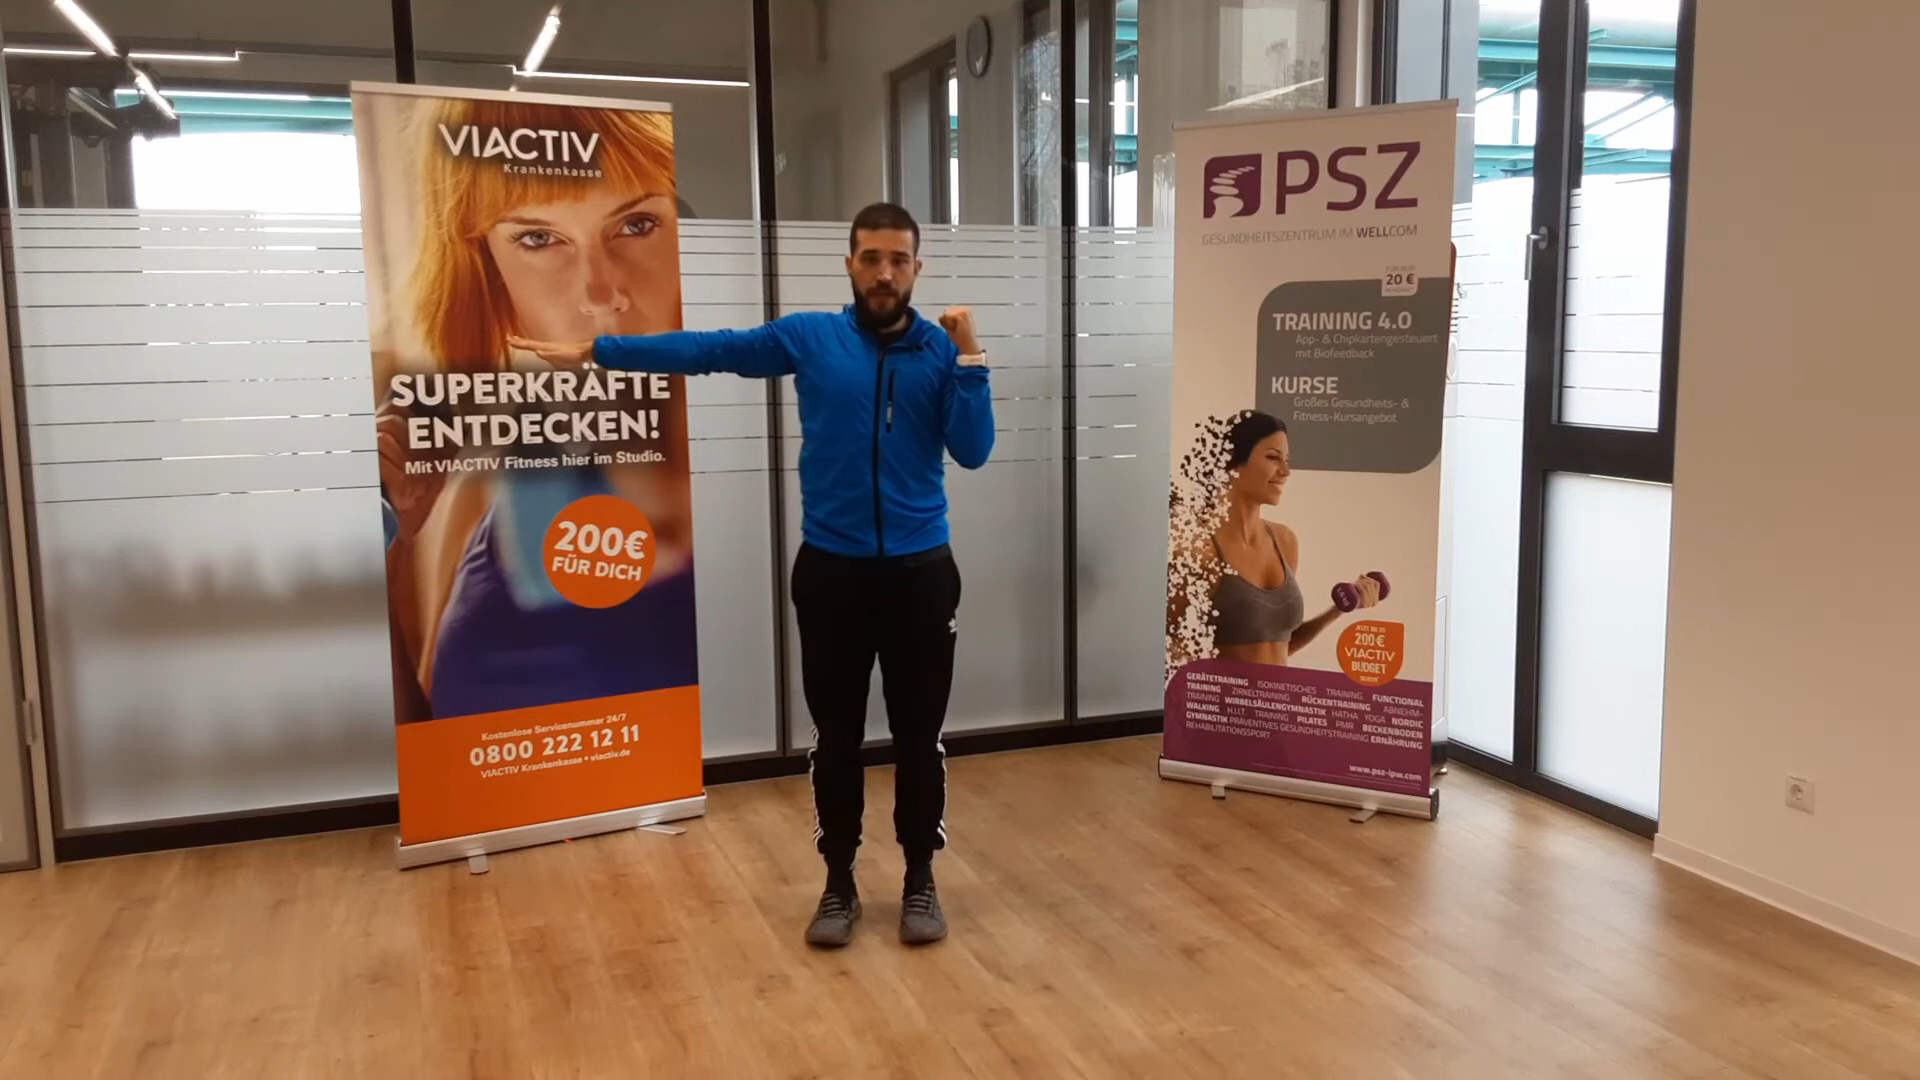 VIACTIV
Krankenkasse
SUPERKRÄFTE
ENTDECKEN!
Mit VIACTIV Fitness hier im Studio.
200€
FÜR DICH
Kostenlose Servicenummer 24/7
0800 222 12 11
VIACTIV Krankenkasse • viactiv.de
PSZ
GESUNDHEITSZENTRUM IM WELLCOM
20 €
TRAINING 4.0
App- & Chipkartengesteuert
mit Biofeedback
KURSE
Großes Gesundheits- &
Fitness-Kursangebot
200 €
VIACTIV
BUDGET
GERÄTETRAINING ISOKINETISCHES TRAINING FUNCTIONAL
TRAINING ZIRKELTRAINING RÜCKENTRAINING ABNEHM-
TRAINING WIRBELSÄULENGYMNASTIK HATHA YOGA NORDIC
WALKING H.I.I.T. TRAINING PILATES PMR BECKENBODEN
GYMNASTIK PRÄVENTIVES GESUNDHEITSTRAINING ERNÄHRUNG
REHABILITATIONSSPORT
www.psz-ipw.com